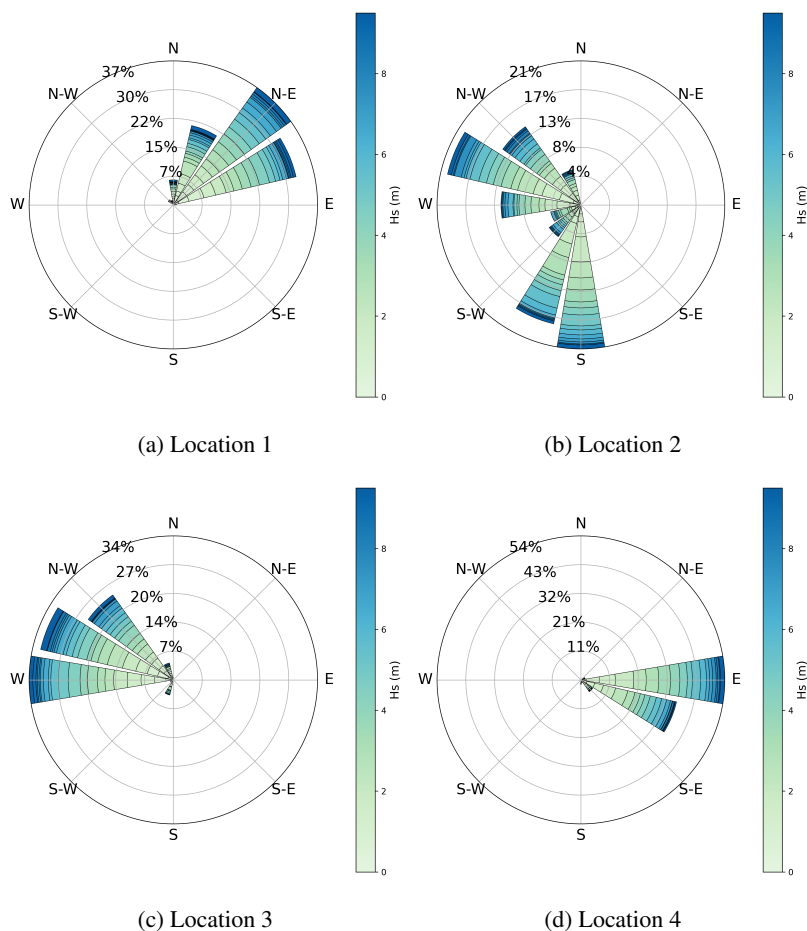 N
37%
N-W
N-E
30%
22%
15%
7%
W
E
S-W
S-E
S
8
6
4
2
0
Hs (m)
(a) Location 1
N
21%
N-W
N-E
17%
13%
8%
4%
W
E
S-W
S-E
S
8
6
4
2
0
Hs (m)
(b) Location 2
N
34%
N-W
N-E
27%
20%
14%
7%
W
E
S-W
S-E
S
8
6
4
2
0
Hs (m)
(c) Location 3
N
54%
N-W
N-E
43%
32%
21%
11%
W
E
S-W
S-E
S
8
6
4
2
0
Hs (m)
(d) Location 4